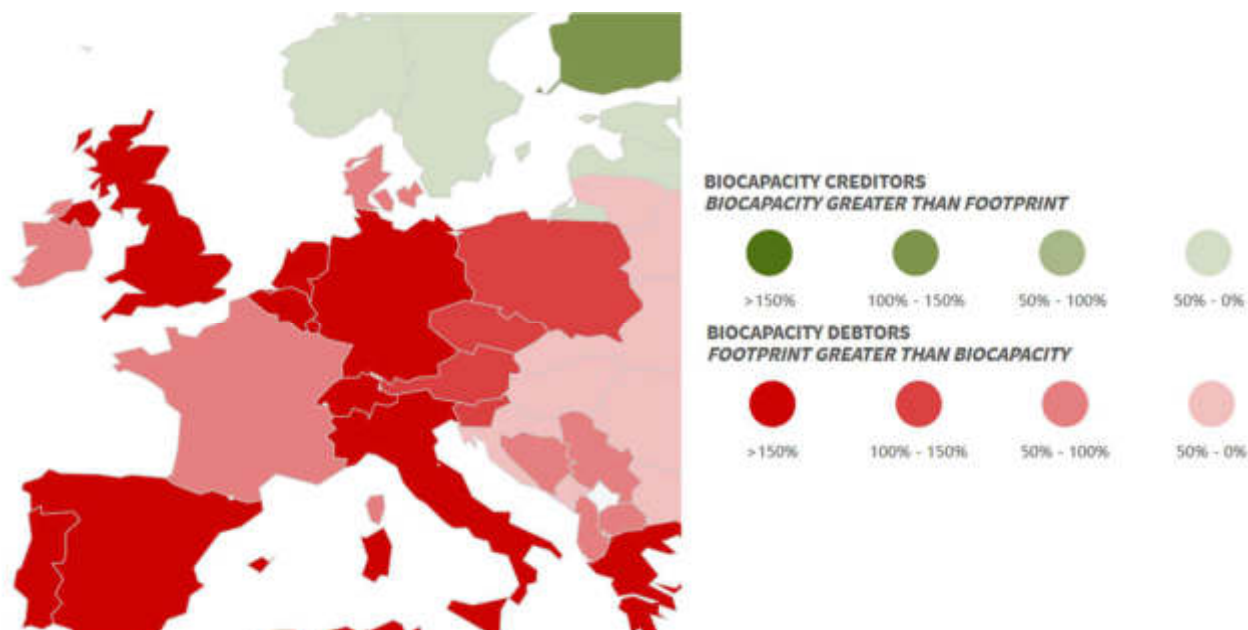 BIOCAPACITY CREDITORS
BIOCAPACITY GREATER THAN FOOTPRINT
>150% 100% - 150% 50% - 100% 50% - 0%
BIOCAPACITY DEBTORS
FOOTPRINT GREATER THAN BIOCAPACITY
>150% 100% - 150% 50% - 100% 50% - 0%